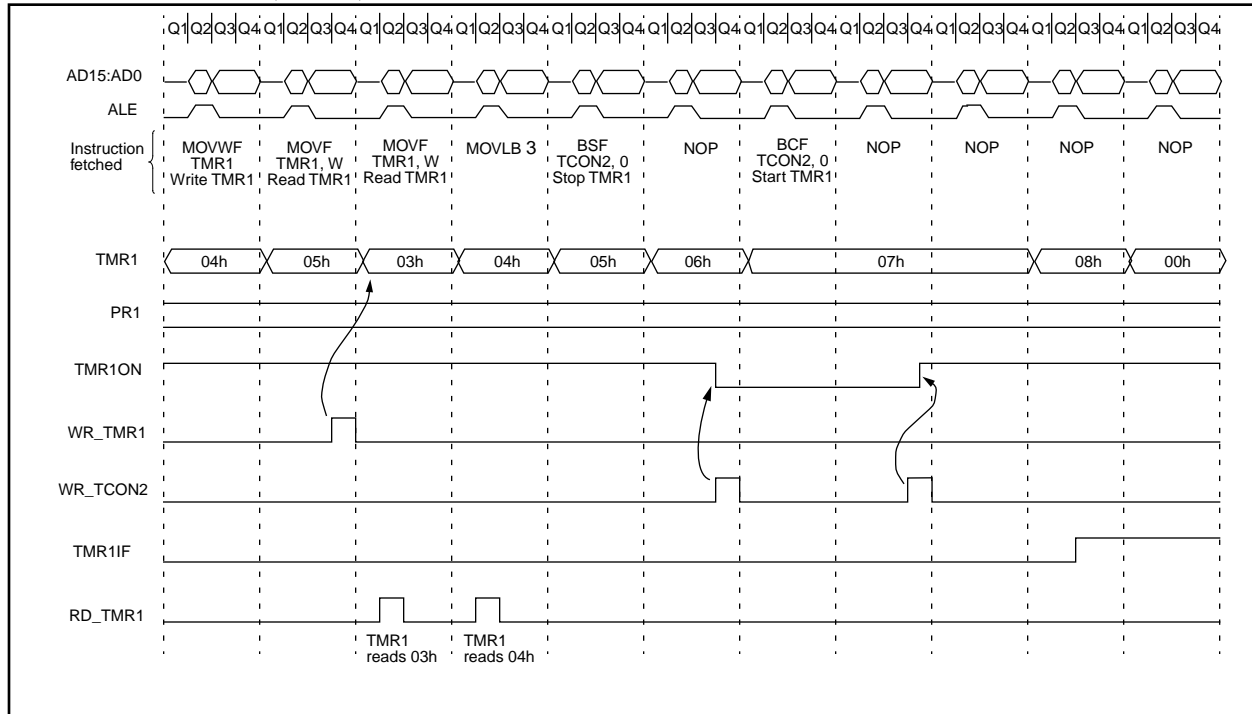 Q1 Q2 Q3 Q4 Q1 Q2 Q3 Q4 Q1 Q2 Q3 Q4 Q1 Q2 Q3 Q4 Q1 Q2 Q3 Q4 Q1 Q2 Q3 Q4 Q1 Q2 Q3 Q4 Q1 Q2 Q3 Q4 Q1 Q2 Q3 Q4 Q1 Q2 Q3 Q4 Q1 Q2 Q3 Q4
AD15:AD0
ALE
Instruction
fetched
MOVWF
TMR1
Write TMR1
MOVF
TMR1, W
Read TMR1
MOVF
TMR1, W
Read TMR1
MOVLB 3
BSF
TCON2, 0
Stop TMR1
NOP
BCF
TCON2, 0
Start TMR1
NOP
NOP
NOP
NOP
TMR1 04h 05h 03h 04h 05h 06h 07h 08h 00h
PR1
TMR1ON
WR_TMR1
WR_TCON2
TMR1IF
RD_TMR1
TMR1
reads 03h
TMR1
reads 04h